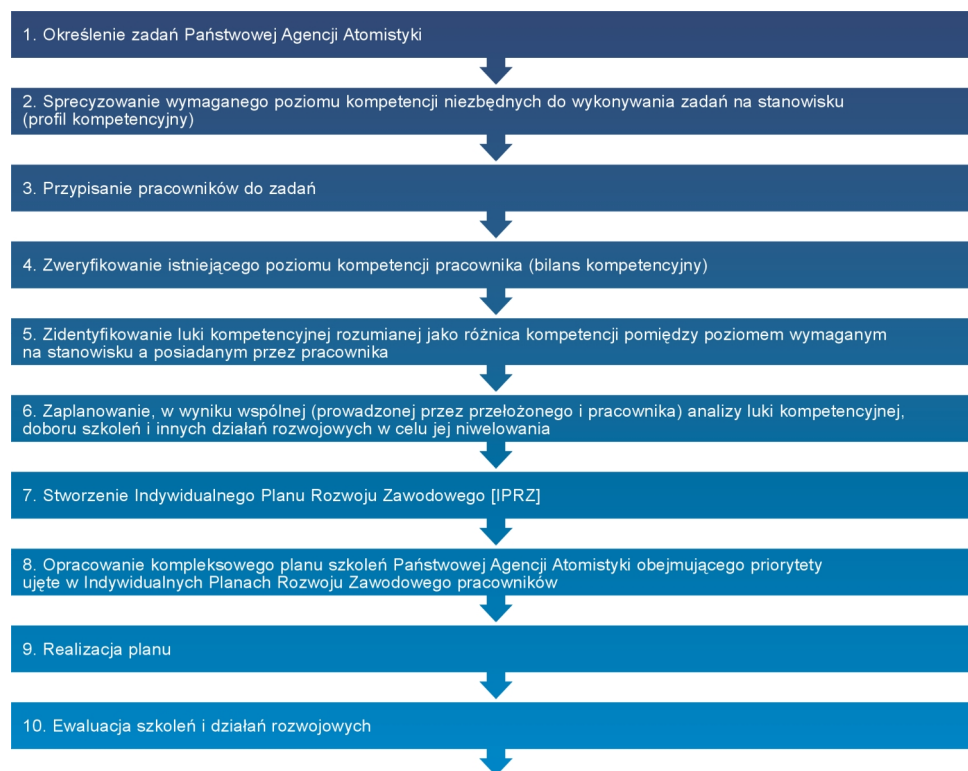 1. Określenie zadań Państwowej Agencji Atomistyki
2. Sprecyzowanie wymaganego poziomu kompetencji niezbędnych do wykonywania zadań na stanowisku
(profil kompetencyjny)
3. Przypisanie pracowników do zadań
4. Zweryfikowanie istniejącego poziomu kompetencji pracownika (bilans kompetencyjny)
5. Zidentyfikowanie luki kompetencyjnej rozumianej jako różnica kompetencji pomiędzy poziomem wymaganym
na stanowisku a posiadanym przez pracownika
6. Zaplanowanie, w wyniku wspólnej (prowadzonej przez przełożonego i pracownika) analizy luki kompetencyjnej,
doboru szkoleń i innych działań rozwojowych w celu jej niwelowania
7. Stworzenie Indywidualnego Planu Rozwoju Zawodowego [IPRZ]
8. Opracowanie kompleksowego planu szkoleń Państwowej Agencji Atomistyki obejmującego priorytety
ujęte w Indywidualnych Planach Rozwoju Zawodowego pracowników
9. Realizacja planu
10. Ewaluacja szkoleń i działań rozwojowych